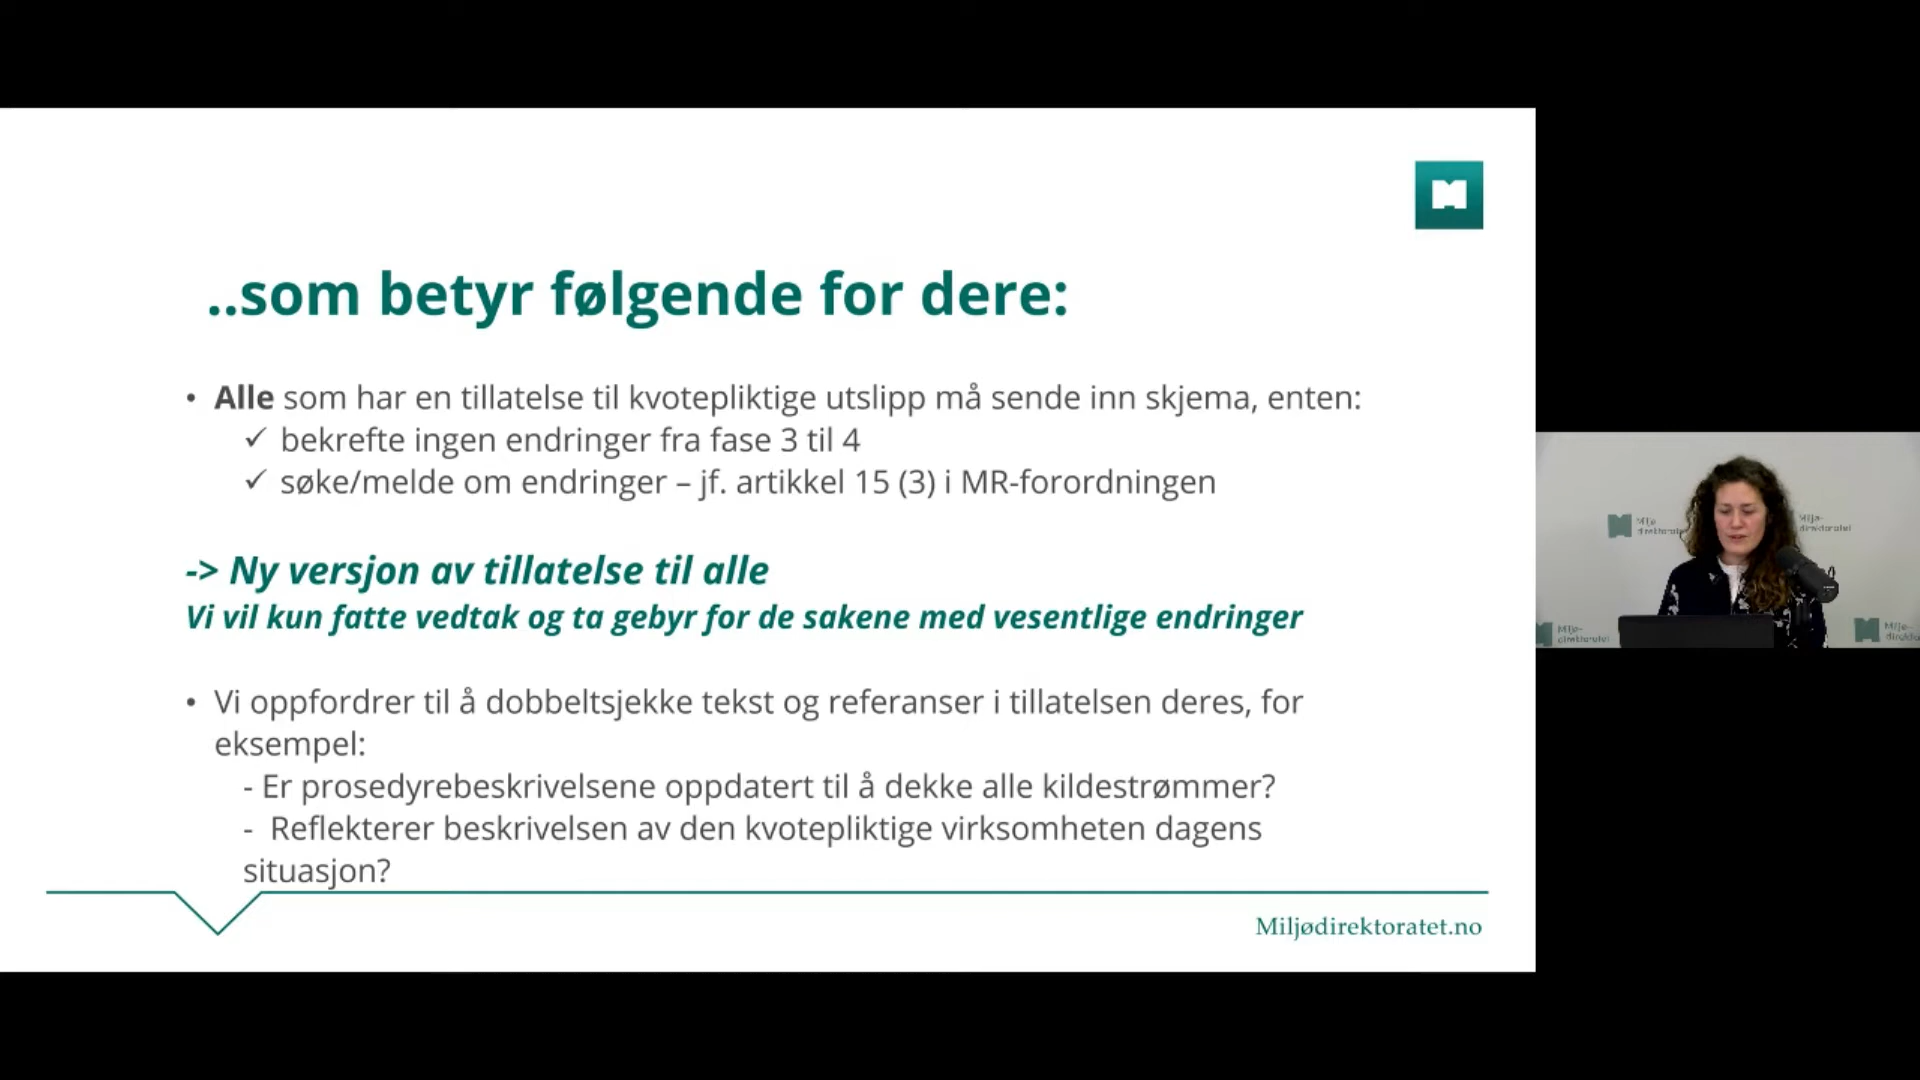 ..som betyr følgende for dere:
• Alle som har en tillatelse til kvotepliktige utslipp må sende inn skjema, enten:
✓ bekrefte ingen endringer fra fase 3 til 4
✓ søke/melde om endringer – jf. artikkel 15 (3) i MR-forordningen
-> Ny versjon av tillatelse til alle
Vi vil kun fatte vedtak og ta gebyr for de sakene med vesentlige endringer
• Vi oppfordrer til å dobbeltsjekke tekst og referanser i tillatelsen deres, for
eksempel:
- Er prosedyrebeskrivelsene oppdatert til å dekke alle kildestrømmer?
- Reflekterer beskrivelsen av den kvotepliktige virksomheten dagens
situasjon?
Miljødirektoratet.no
Miljø-
direktoratet
Miljø-
direktoratet